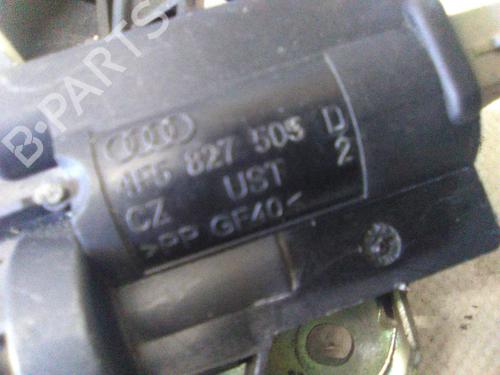 B-PARTS
4F5 827 505 D
CZ UST 2
>PP GF40<